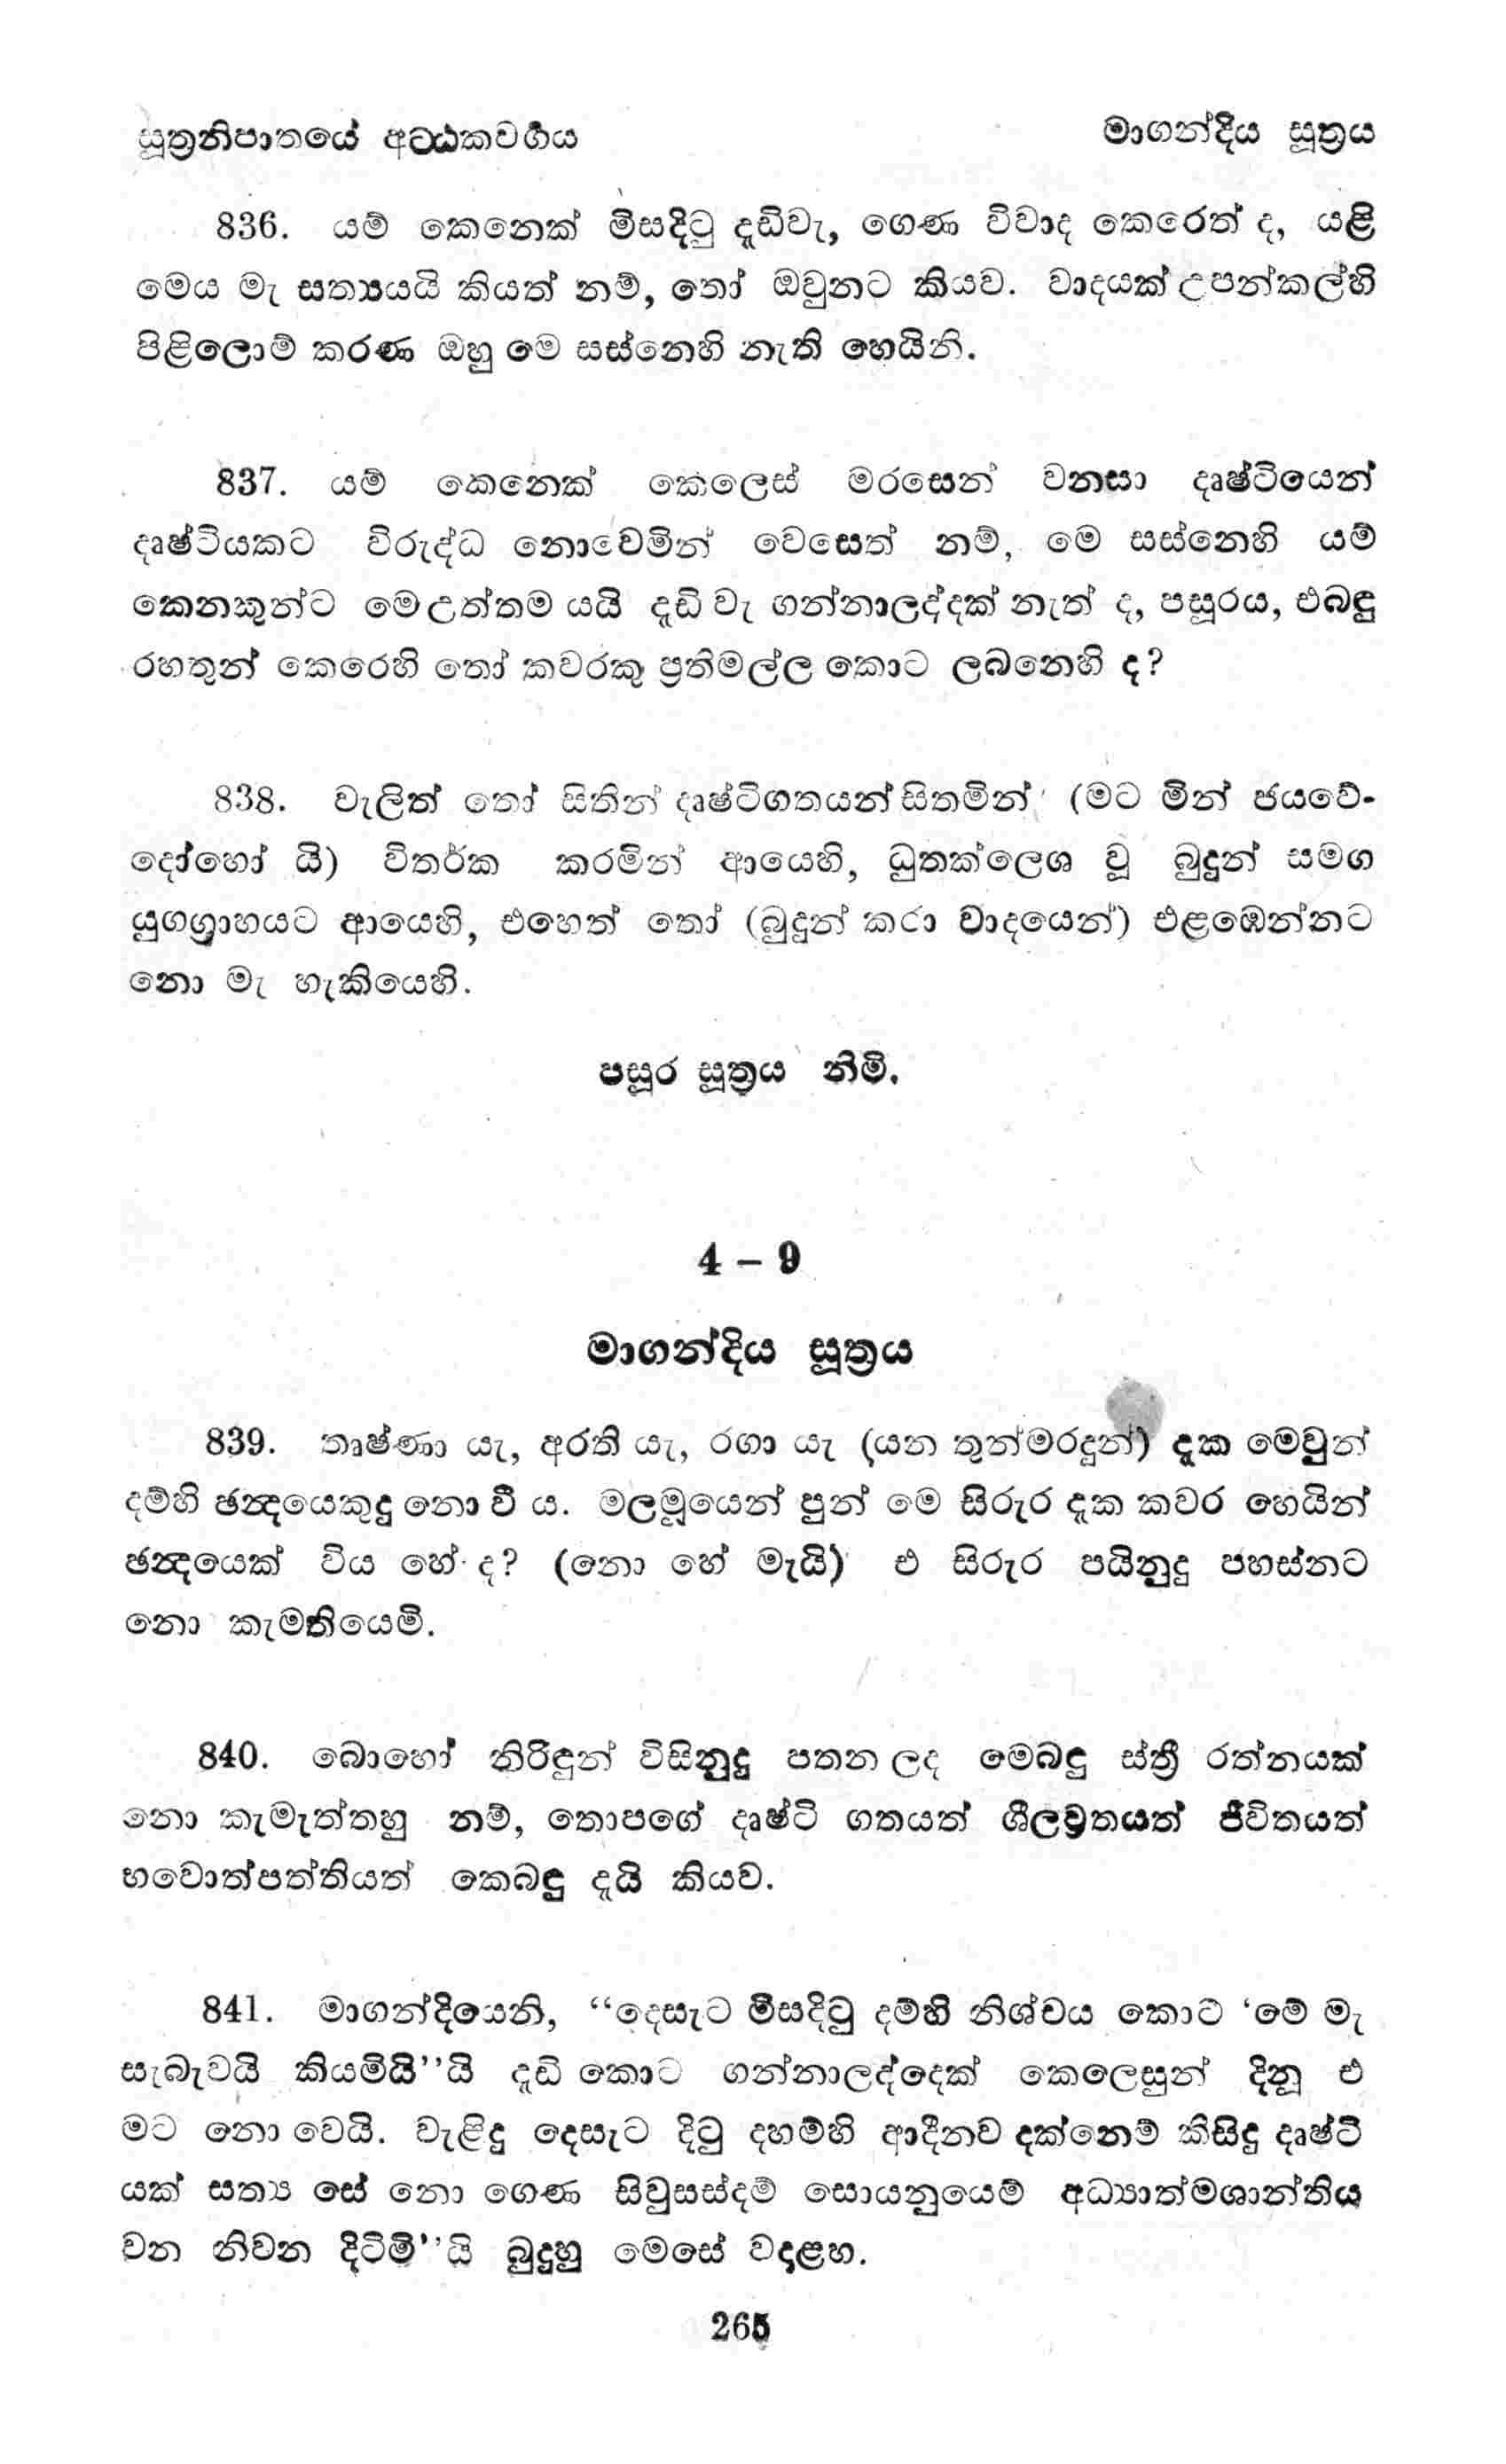 සූත්‍රනිපාතයේ අට්ඨකවර්ගය
මාගන්දිය සූත්‍රය
836. යම් කෙනෙක් මිසදිටු දැඩිවැ, ගෙණ විවාද කෙරෙත් ද, යළි
මෙය මැ සත්‍යයයි කියත් නම්, තෝ ඔවුනට කියව. වාදයක් උපන්කල්හි
පිළිලොම් කරණ ඔහු මෙ සස්නෙහි නැති හෙයිනි.
837. යම් කෙනෙක් කෙලෙස් මරසෙන් වනසා දෘෂ්ටියෙන්
දෘෂ්ටියකට විරුද්ධ නොවෙමින් වෙසෙත් නම්, මෙ සස්නෙහි යම්
කෙනකුන්ට මෙඋත්තම යයි දැඩි වැ ගන්නාලද්දක් නැත් ද, පසූරය, එබඳු
රහතුන් කෙරෙහි තෝ කවරකු ප්‍රතිමල්ල කොට ලබනෙහි ද?
838. වැලිත් තෝ සිතින් දෘෂ්ටිගතයන් සිතමින් (මට මින් ජයවේ-
දෝහෝ යි) විතර්ක කරමින් ආයෙහි, ධුතක්ලෙශ වූ බුදුන් සමග
යුගග්‍රාහයට ආයෙහි, එහෙත් තෝ (බුදුන් කරා වාදයෙන්) එළඹෙන්නට
නො මැ හැකියෙහි.
පසූර සූත්‍රය නිමි.
4 – 9
මාගන්දිය සූත්‍රය
839. තෘෂ්ණා යැ, අරති යැ, රගා යැ (යන තුන්මරදූන්) දැක මෙවුන්
දම්හි ඡන්‍දයෙකුදු නො වී ය. මලමූයෙන් පුන් මෙ සිරුර දැක කවර හෙයින්
ඡන්‍දයෙක් විය හේ ද? (නො හේ මැයි) එ සිරුර පයිනුදු පහස්නට
නො කැමතියෙමි.
840. බොහෝ නිරිඳුන් විසිනුදු පතන ලද මෙබඳු ස්ත්‍රී රත්නයක්
නො කැමැත්තහු නම්, තොපගේ දෘෂ්ටි ගතයත් ශීලව්‍රතයත් ජීවිතයත්
භවොත්පත්තියත් කෙබඳු දැයි කියව.
841. මාගන්දියෙනි, “දෙසැට මිසදිටු දම්හි නිශ්චය කොට ‘මේ මැ
සැබැවයි කියමියි’’යි දැඩි කොට ගන්නාලද්දෙක් කෙලෙසුන් දිනූ එ
මට නො වෙයි. වැළිදු දෙසැට දිටු දහම්හි ආදීනව දක්නෙම් කිසිදු දෘෂ්ටි
යක් සත්‍ය සේ නො ගෙණ සිවුසස්දම් සොයනුයෙම් අධ්‍යාත්මශාන්තිය
වන නිවන දිටිමි’’යි බුදුහු මෙසේ වදාළහ.
265